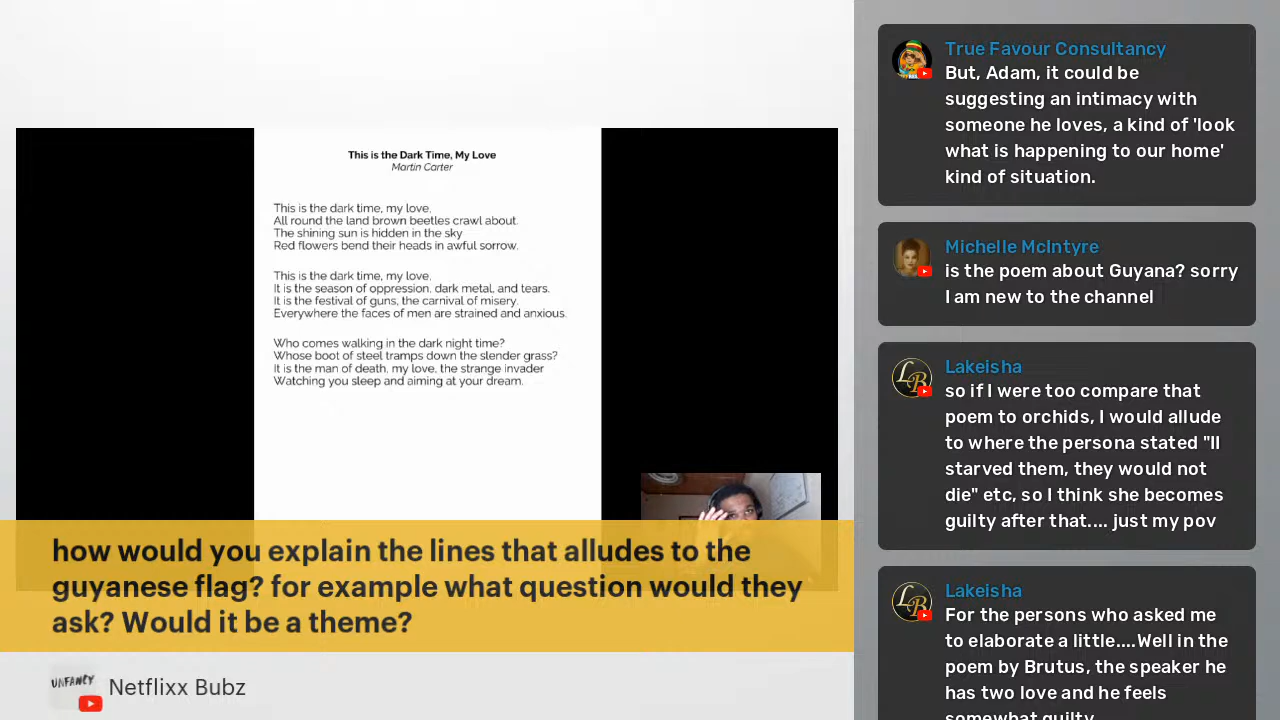 This is the Dark Time, My Love
Martin Carter
This is the dark time, my love,
All round the land brown beetles crawl about.
The shining sun is hidden in the sky
Red flowers bend their heads in awful sorrow.
This is the dark time, my love,
It is the season of oppression, dark metal, and tears.
It is the festival of guns, the carnival of misery.
Everywhere the faces of men are strained and anxious.
Who comes walking in the dark night time?
Whose boot of steel tramps down the slender grass?
It is the man of death, my love, the strange invader
Watching you sleep and aiming at your dream.
how would you explain the lines that alludes to the
guyanese flag? for example what question would they
ask? Would it be a theme?
UNFANCY
Netflixx Bubz
True Favour Consultancy
But, Adam, it could be
suggesting an intimacy with
someone he loves, a kind of 'look
what is happening to our home'
kind of situation.
Michelle McIntyre
is the poem about Guyana? sorry
I am new to the channel
Lakeisha
so if I were too compare that
poem to orchids, I would allude
to where the persona stated "II
starved them, they would not
die" etc, so I think she becomes
guilty after that.... just my pov
Lakeisha
For the persons who asked me
to elaborate a little....Well in the
poem by Brutus, the speaker he
has two love and he feels
somewhat guilty